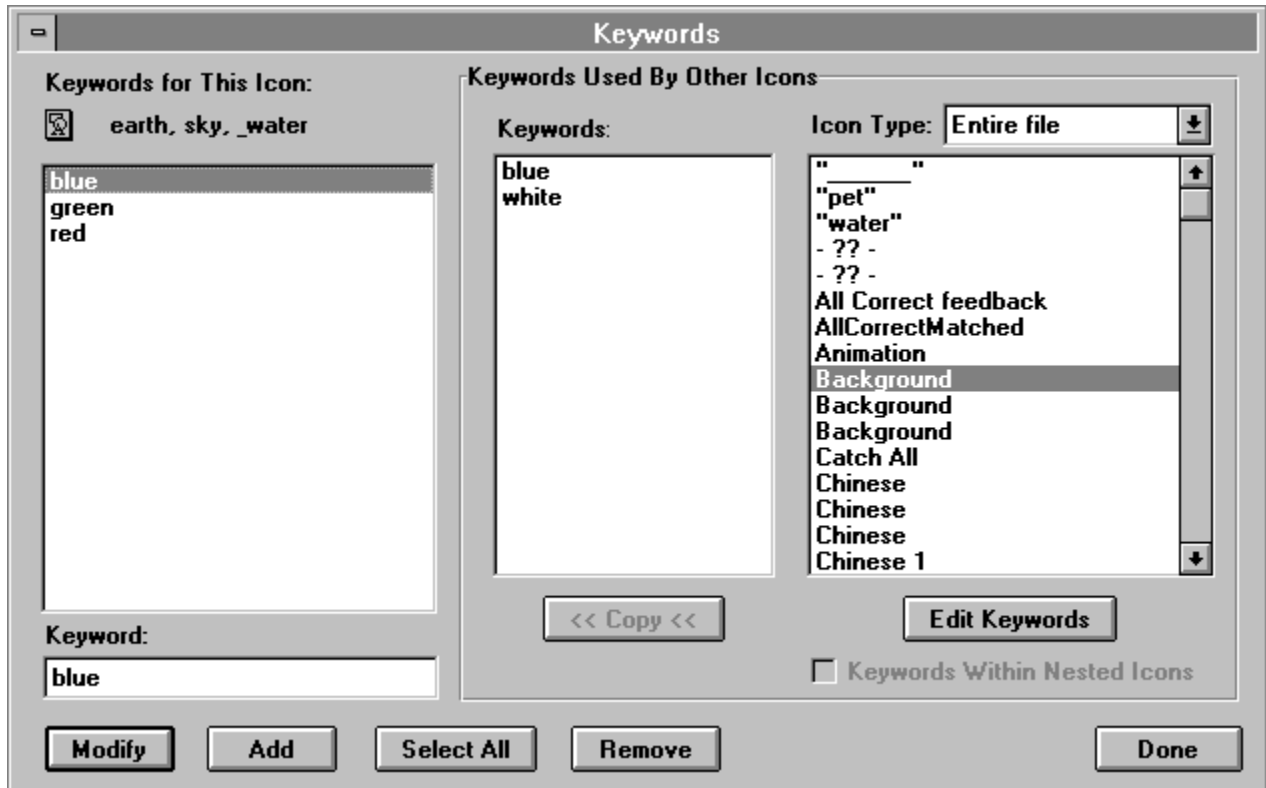 Keywords
Keywords for This Icon:
earth, sky, _water
blue
green
red
Keyword:
blue
Keywords Used By Other Icons
Keywords:
blue
white
<< Copy <<
Icon Type: Entire file
"______"
"pet"
"water"
- ?? -
- ?? -
All Correct feedback
AllCorrectMatched
Animation
Background
Background
Background
Catch All
Chinese
Chinese
Chinese
Chinese 1
Edit Keywords
Keywords Within Nested Icons
Modify Add Select All Remove Done